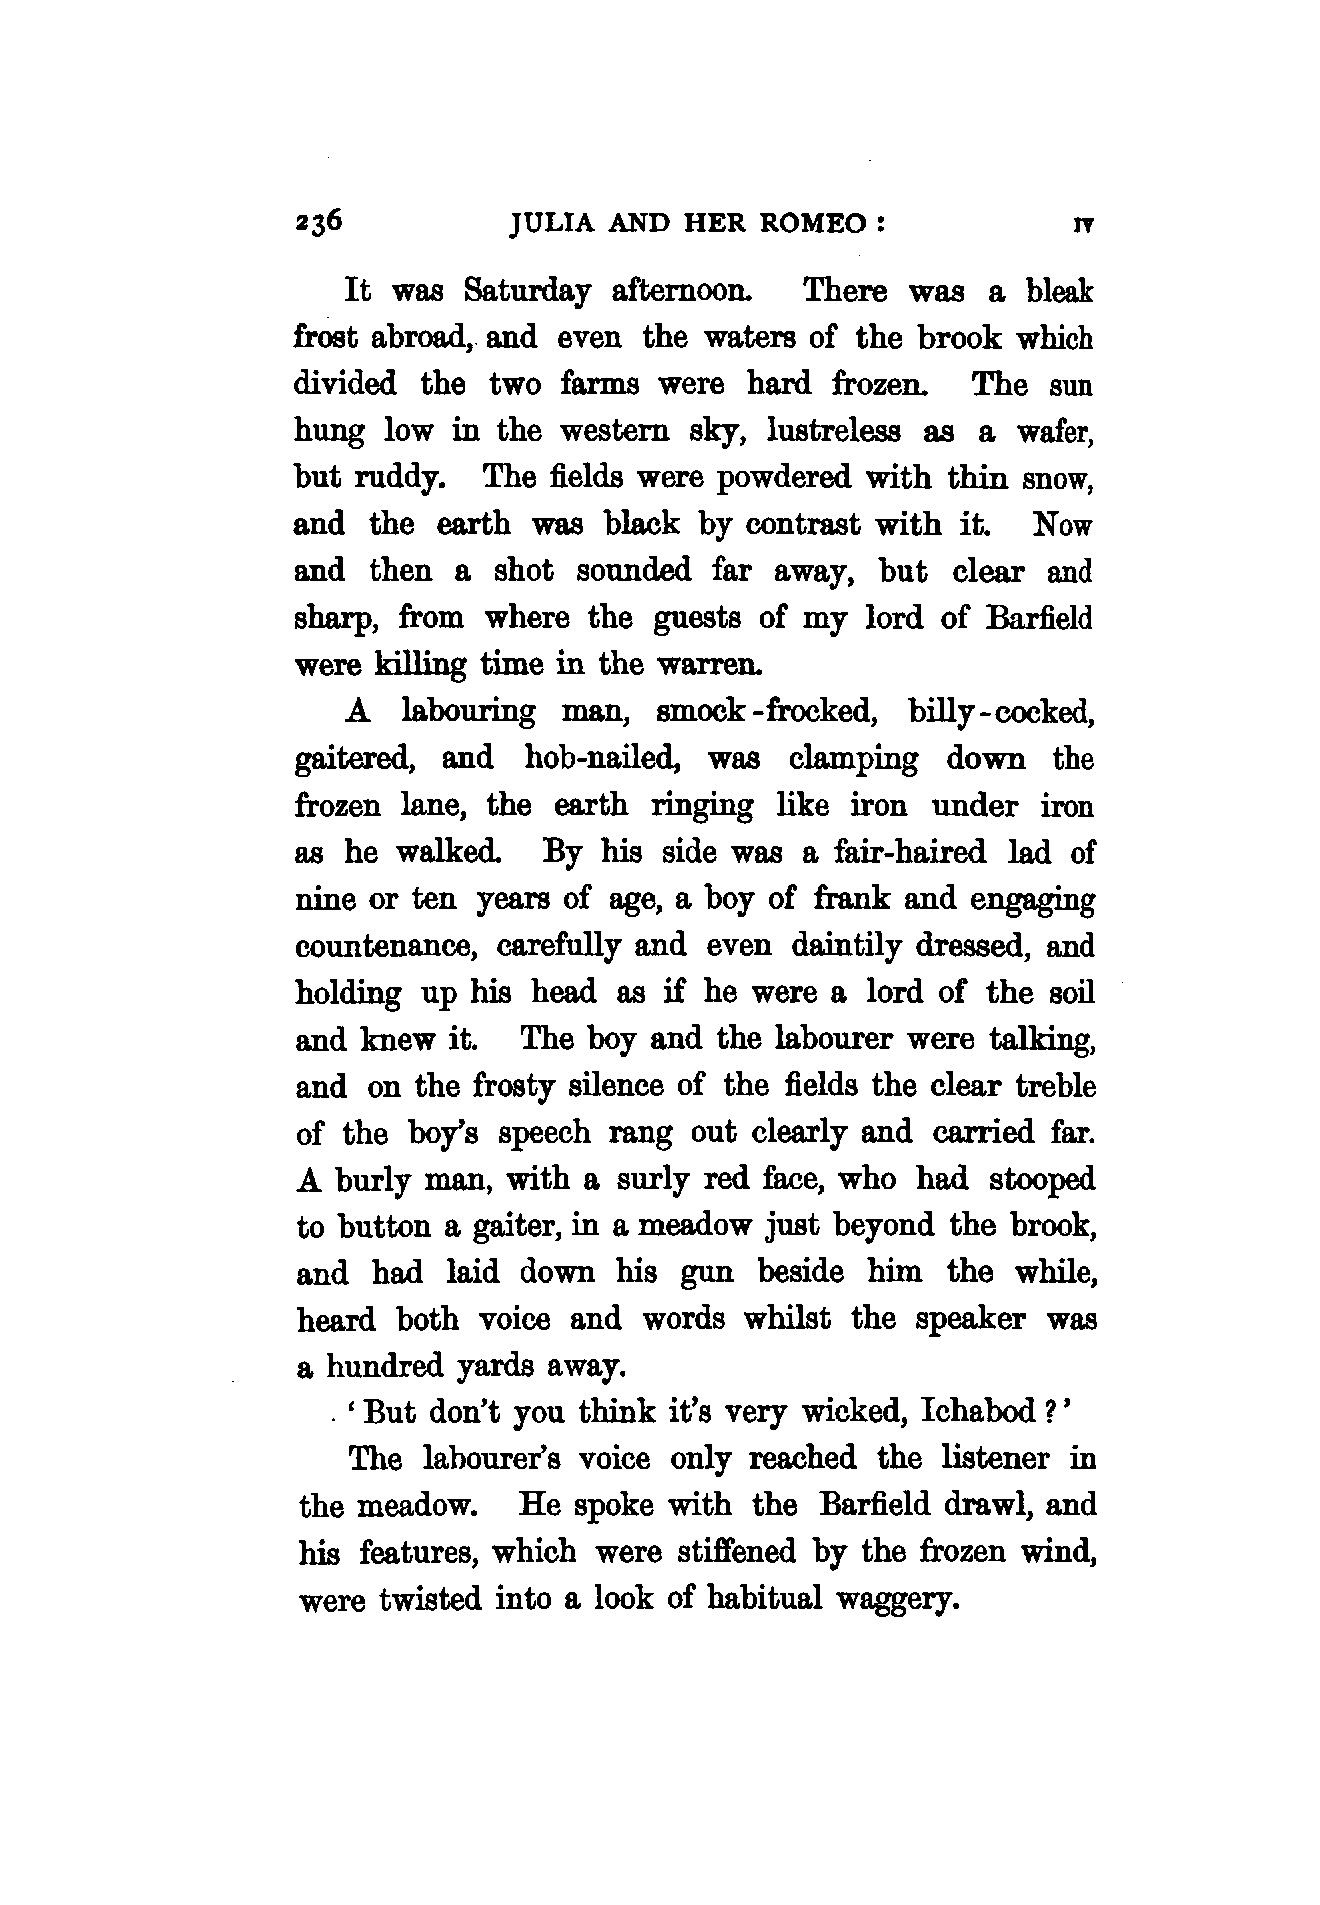 236 JULIA AND HER ROMEO : IV
It was Saturday afternoon. There was a bleak
frost abroad, and even the waters of the brook which
divided the two farms were hard frozen. The sun
hung low in the western sky, lustreless as a wafer,
but ruddy. The fields were powdered with thin snow,
and the earth was black by contrast with it. Now
and then a shot sounded far away, but clear and
sharp, from where the guests of my lord of Barfield
were killing time in the warren.
A labouring man, smock-frocked, billy-cocked,
gaitered, and hob-nailed, was clamping down the
frozen lane, the earth ringing like iron under iron
as he walked. By his side was a fair-haired lad of
nine or ten years of age, a boy of frank and engaging
countenance, carefully and even daintily dressed, and
holding up his head as if he were a lord of the soil
and knew it. The boy and the labourer were talking,
and on the frosty silence of the fields the clear treble
of the boy's speech rang out clearly and carried far.
A burly man, with a surly red face, who had stooped
to button a gaiter, in a meadow just beyond the brook,
and had laid down his gun beside him the while,
heard both voice and words whilst the speaker was
a hundred yards away.
‘But don't you think it's very wicked, Ichabod?’
The labourer's voice only reached the listener in
the meadow. He spoke with the Barfield drawl, and
his features, which were stiffened by the frozen wind,
were twisted into a look of habitual waggery.